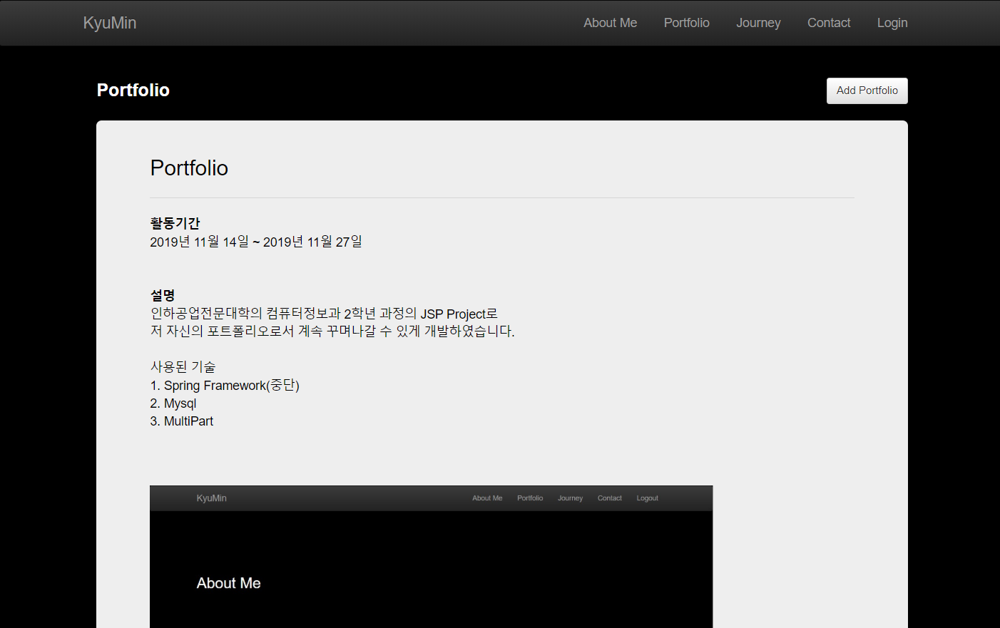 KyuMin About Me Portfolio Journey Contact Login
Portfolio Add Portfolio
Portfolio
활동기간
2019년 11월 14일 ~ 2019년 11월 27일
설명
인하공업전문대학의 컴퓨터정보과 2학년 과정의 JSP Project로
저 자신의 포트폴리오로서 계속 꾸며나갈 수 있게 개발하였습니다.
사용된 기술
1. Spring Framework(중단)
2. Mysql
3. MultiPart
KyuMin About Me Portfolio Journey Contact Logout
About Me